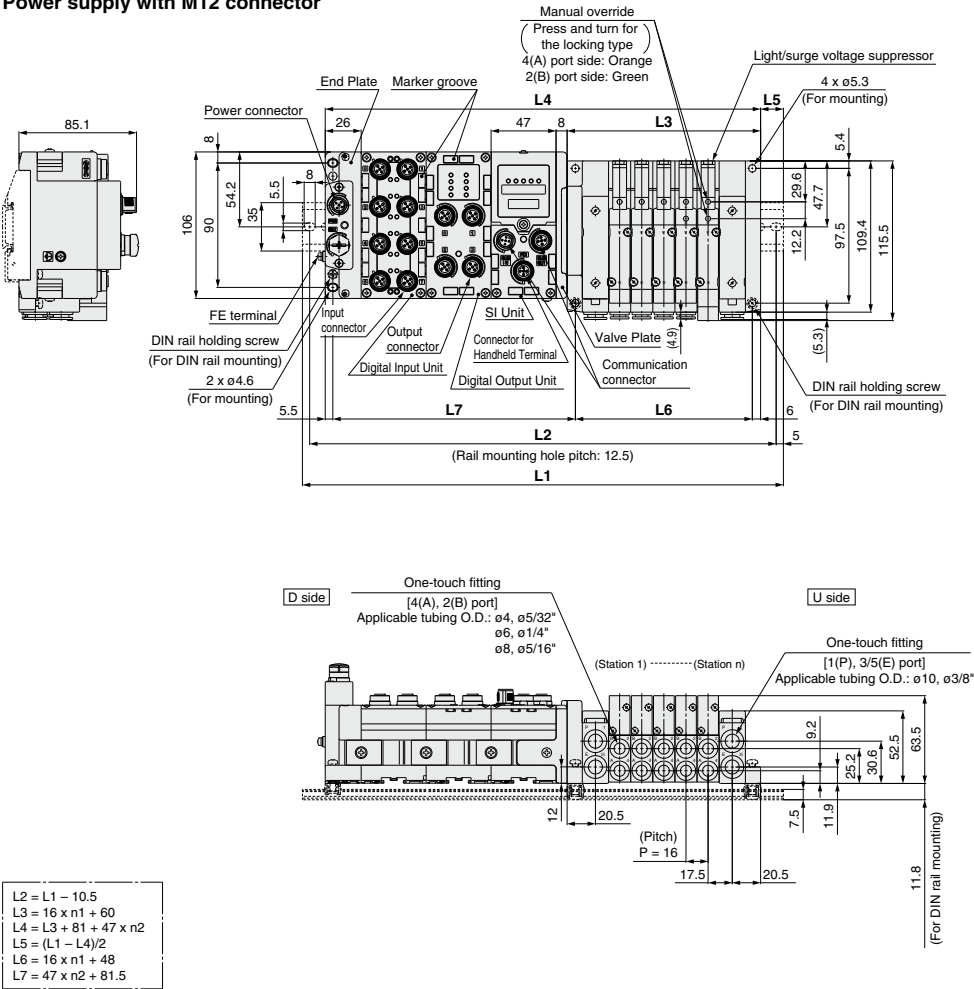 Power supply with M12 connector
Manual override
(Press and turn for
the locking type)
4(A) port side: Orange
2(B) port side: Green
Light/surge voltage suppressor
End Plate
Marker groove
Power connector
L4
L5
4 x ø5.3
(For mounting)
85.1
26
47
8
L3
8
5.4
106
90
54.2
35
5.5
8
29.6
12.2
47.7
97.5
109.4
115.5
FE terminal
Input
connector
Output
connector
SI Unit
Valve Plate
(4.9)
(5.3)
DIN rail holding screw
(For DIN rail mounting)
Digital Input Unit
Connector for
Handheld Terminal
Communication
connector
2 x ø4.6
(For mounting)
Digital Output Unit
DIN rail holding screw
(For DIN rail mounting)
5.5
L7
L6
6
L2
5
(Rail mounting hole pitch: 12.5)
L1
D side
One-touch fitting
[4(A), 2(B) port]
Applicable tubing O.D.: ø4, ø5/32"
ø6, ø1/4"
ø8, ø5/16"
U side
One-touch fitting
[1(P), 3/5(E) port]
Applicable tubing O.D.: ø10, ø3/8"
(Station 1) ---------- (Station n)
9.2
25.2
30.6
52.5
63.5
12
20.5
(Pitch)
P = 16
17.5
20.5
7.5
11.9
11.8
(For DIN rail mounting)
L2 = L1 – 10.5
L3 = 16 x n1 + 60
L4 = L3 + 81 + 47 x n2
L5 = (L1 – L4)/2
L6 = 16 x n1 + 48
L7 = 47 x n2 + 81.5